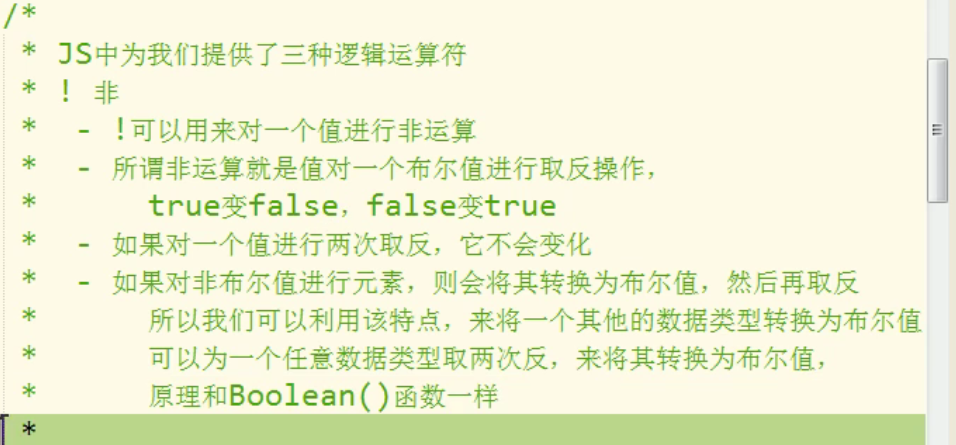 /*
* JS中为我们提供了三种逻辑运算符
* ! 非
* - !可以用来对一个值进行非运算
* - 所谓非运算就是值对一个布尔值进行取反操作，
* true变false，false变true
* - 如果对一个值进行两次取反，它不会变化
* - 如果对非布尔值进行元素，则会将其转换为布尔值，然后再取反
* 所以我们可以利用该特点，来将一个其他的数据类型转换为布尔值
* 可以为一个任意数据类型取两次反，来将其转换为布尔值，
* 原理和Boolean()函数一样
*